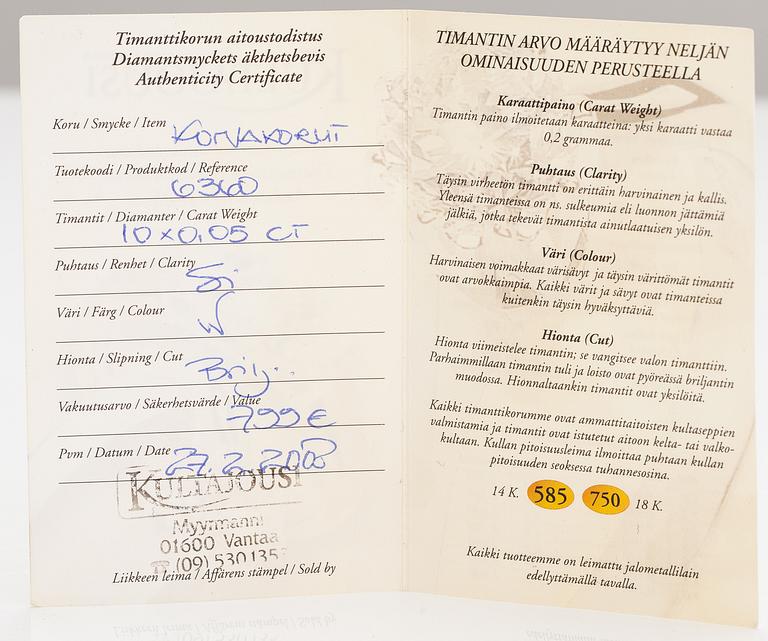 Timanttikorun aitoustodistus
Diamantsmyckets äkthetsbevis
Authenticity Certificate
Koru / Smycke / Item KORVAKORUT
Tuotekoodi / Produktkod / Reference
6360
Timantit / Diamanter / Carat Weight
10 x 0,05 CT
Puhtaus / Renhet / Clarity
Si
Väri / Färg / Colour W
Hionta / Slipning / Cut Brilj..
Vakuutusarvo / Säkerhetsvärde / Value
799 €
Pvm / Datum / Date 27.2.2008
KULTAJOUSI
Myyrmanni
01600 Vantaa
(09) 530 135
Liikkeen leima / Affärens stämpel / Sold by
TIMANTIN ARVO MÄÄRÄYTYY NELJÄN
OMINAISUUDEN PERUSTEELLA
Karaattipaino (Carat Weight)
Timantin paino ilmoitetaan karaatteina: yksi karaatti vastaa
0,2 grammaa.
Puhtaus (Clarity)
Täysin virheetön timantti on erittäin harvinainen ja kallis.
Yleensä timanteissa on ns. sulkeumia eli luonnon jättämiä
jälkiä, jotka tekevät timantista ainutlaatuisen yksilön.
Väri (Colour)
Harvinaisen voimakkaat värisävyt ja täysin värittömät timantit
ovat arvokkaimpia. Kaikki värit ja sävyt ovat timanteissa
kuitenkin täysin hyväksyttäviä.
Hionta (Cut)
Hionta viimeistelee timantin; se vangitsee valon timanttiin.
Parhaimmillaan timantin tuli ja loisto ovat pyöreässä briljantin
muodossa. Hionnaltaankin timantit ovat yksilöitä.
Kaikki timanttikorumme ovat ammattitaitoisten kultaseppien
valmistamia ja timantit ovat istutetut aitoon kelta- tai valko-
kultaan. Kullan pitoisuusleima ilmoittaa puhtaan kullan
pitoisuuden seoksessa tuhannesosina.
14 K. 585 750 18 K.
Kaikki tuotteemme on leimattu jalometallilain
edellyttämällä tavalla.